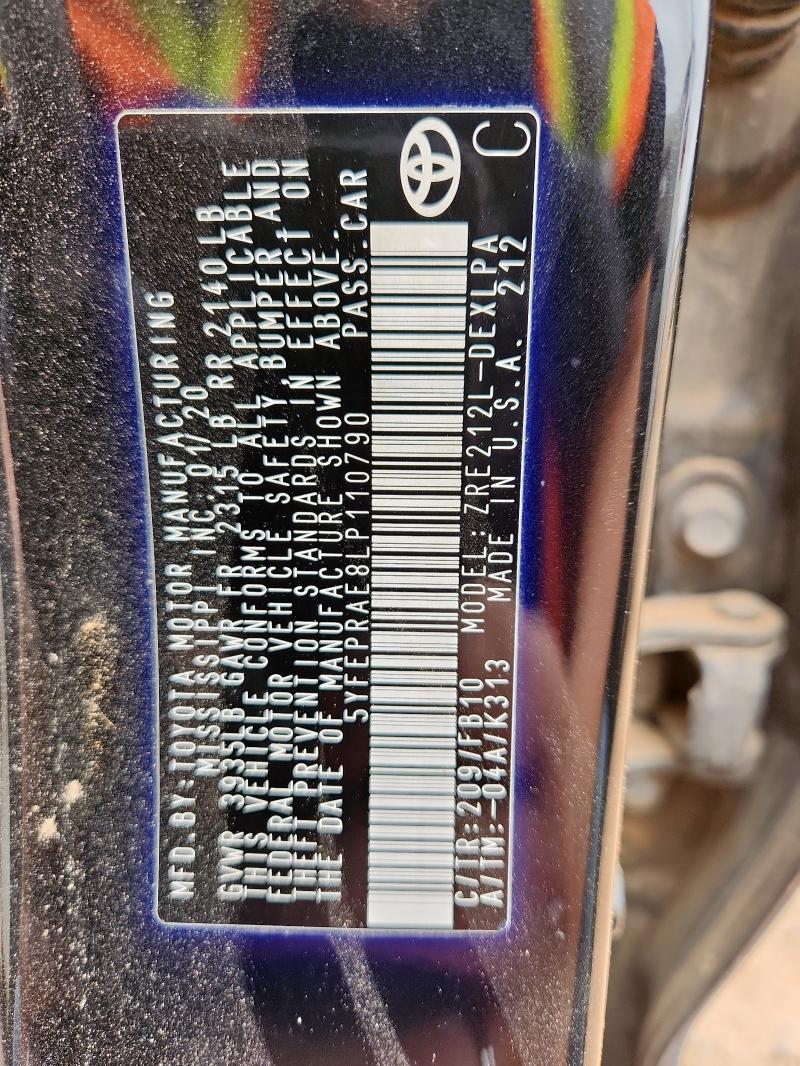 MFD.BY:TOYOTA MOTOR MANUFACTURING
MISSISSIPPI INC.01/20
GVWR 3935LB GAWR FR 2315 LB RR 2140LB
THIS VEHICLE CONFORMS TO ALL APPLICABLE
FEDERAL MOTOR VEHICLE SAFETY, BUMPER,AND
THEFT PREVENTION STANDARDS IN EFFECT ON
THE DATE OF MANUFACTURE SHOWN ABOVE.
5YFEPRAE8LP110790 PASS.CAR
C/TR:209/FB10 MODEL: ZRE212L-DEXLPA
A/TM:-04A/K313 MADE IN U.S.A. 212 C